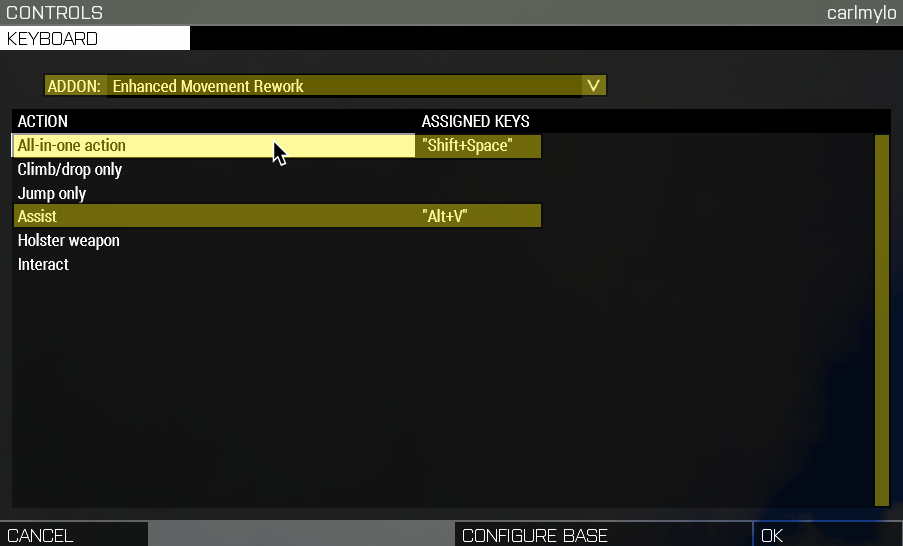 CONTROLS carlmylo
KEYBOARD
ADDON: Enhanced Movement Rework
ACTION ASSIGNED KEYS
All-in-one action "Shift+Space"
Climb/drop only
Jump only
Assist "Alt+V"
Holster weapon
Interact
CANCEL CONFIGURE BASE OK